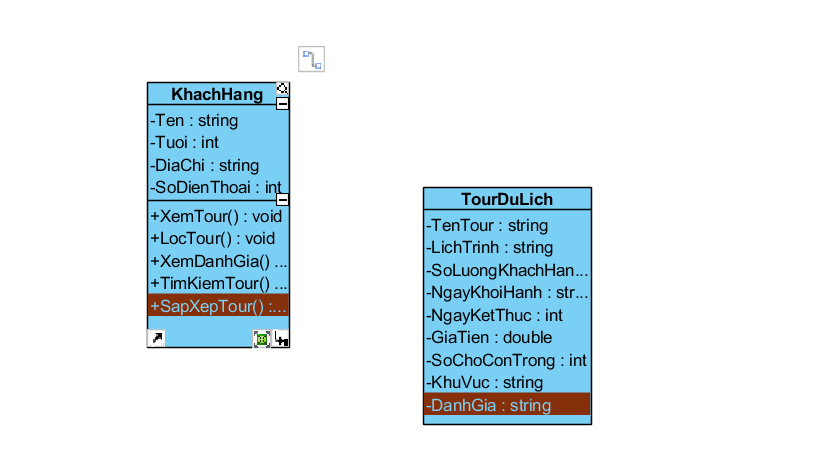 KhachHang
-Ten : string
-Tuoi : int
-DiaChi : string
-SoDienThoai : int
+XemTour() : void
+LocTour() : void
+XemDanhGia() ...
+TimKiemTour() ...
+SapXepTour() :...
TourDuLich
-TenTour : string
-LichTrinh : string
-SoLuongKhachHan...
-NgayKhoiHanh : str...
-NgayKetThuc : int
-GiaTien : double
-SoChoConTrong : int
-KhuVuc : string
-DanhGia : string